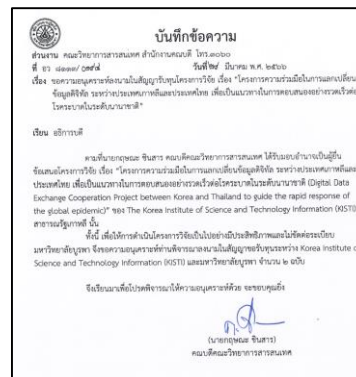 บันทึกข้อความ
ส่วนงาน คณะวิทยาการสารสนเทศ สำนักงานคณบดี โทร.๓๐๖๐
ที่ อว ๘๑๑๓/ วันที่ มีนาคม พ.ศ. ๒๕๖๖
เรื่อง ขอความอนุเคราะห์ลงนามในสัญญารับทุนโครงการวิจัย เรื่อง "โครงการความร่วมมือในการแลกเปลี่ยน
ข้อมูลดิจิทัล ระหว่างประเทศเกาหลีและประเทศไทย เพื่อเป็นแนวทางในการตอบสนองอย่างรวดเร็วต่อ
โรคระบาดในระดับนานาชาติ"
เรียน อธิการบดี
ตามที่นายกฤษณะ ชินสาร คณบดีคณะวิทยาการสารสนเทศ ได้รับมอบอำนาจเป็นผู้ยื่น
ข้อเสนอโครงการวิจัย เรื่อง "โครงการความร่วมมือในการแลกเปลี่ยนข้อมูลดิจิทัล ระหว่างประเทศเกาหลีและ
ประเทศไทย เพื่อเป็นแนวทางในการตอบสนองอย่างรวดเร็วต่อโรคระบาดในระดับนานาชาติ (Digital Data
Exchange Cooperation Project between Korea and Thailand to guide the rapid response of
the global epidemic)" ของ The Korea Institute of Science and Technology Information (KISTI)
สาธารณรัฐเกาหลี นั้น
ทั้งนี้ เพื่อให้การดำเนินโครงการวิจัยเป็นไปอย่างมีประสิทธิภาพและไม่ขัดต่อระเบียบ
มหาวิทยาลัยบูรพา จึงขอความอนุเคราะห์ท่านพิจารณาลงนามในสัญญาขอรับทุนระหว่าง Korea Institute
Science and Technology Information (KISTI) และมหาวิทยาลัยบูรพา จำนวน ๒ ฉบับ
จึงเรียนมาเพื่อโปรดพิจารณาให้ความอนุเคราะห์ด้วย จะขอบคุณยิ่ง
(นายกฤษณะ ชินสาร)
คณบดีคณะวิทยาการสารสนเทศ